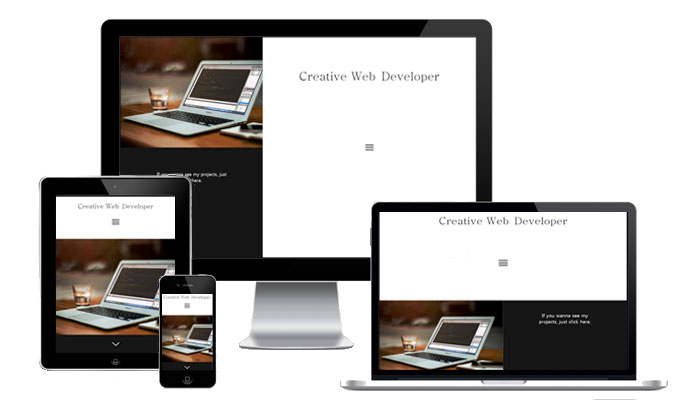 Creative Web Developer
If you wanna see my projects, just
here.
Creative Web Developer
Creative Web Developer
Creative Web Developer
If you wanna see my
projects, just click here.